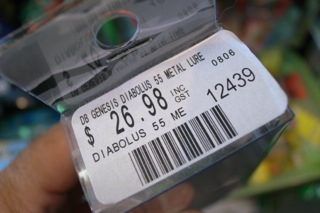 DB GENESIS DIABOLUS 55 METAL LURE
0806
$ 26.98 INC GST
12439
DIABOLUS 55 ME